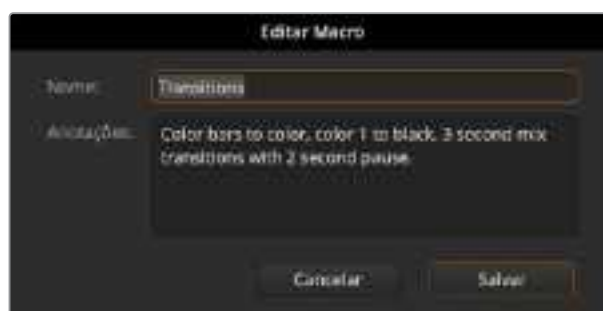 Editar Macro
Nome: Transitions
Anotações: Color bars to color, color 1 to black. 3 second mix
transitions with 2 second pause.
Cancelar Salvar